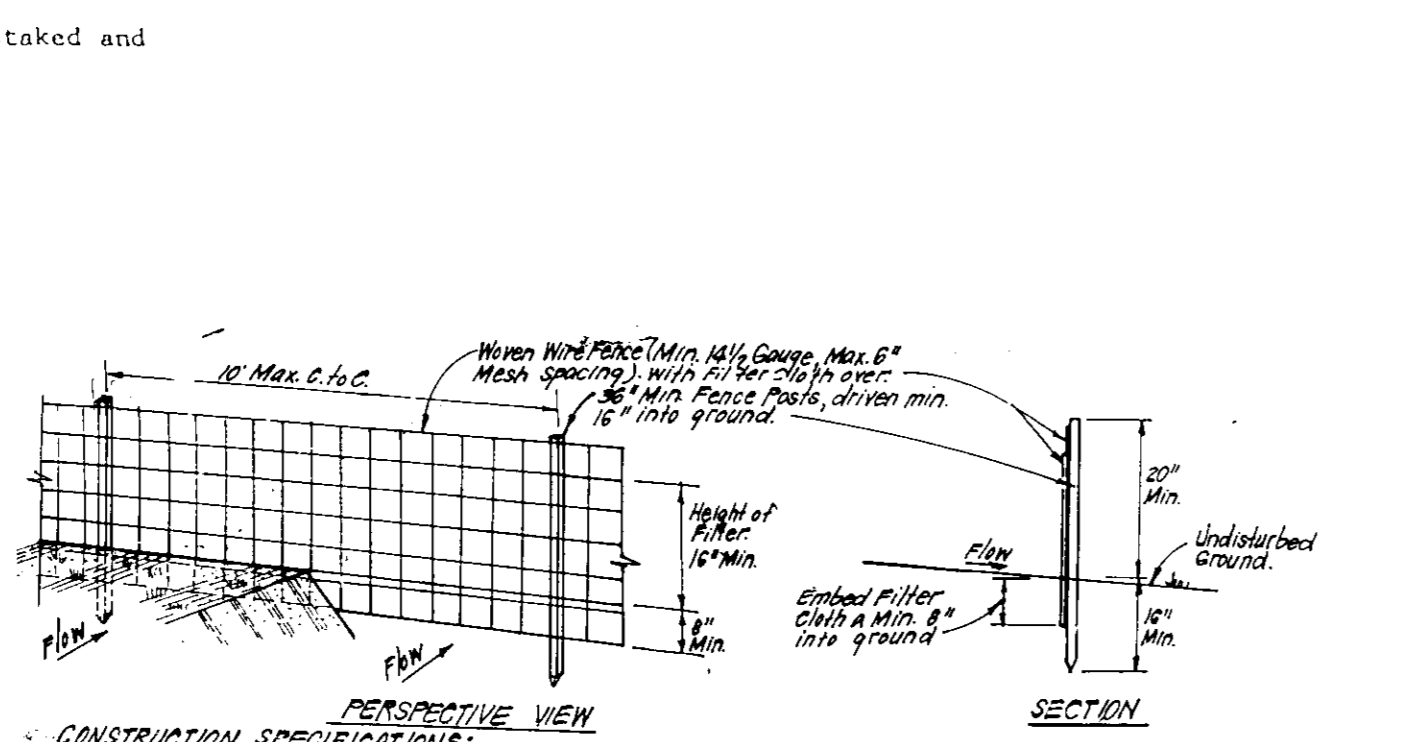 taked and
10' Max. C. to C.
Woven Wire Fence (Min. 14½ Gauge, Max. 6"
Mesh Spacing) with Filter Cloth over.
36" Min. Fence Posts, driven min.
16" into ground.
Height of
Filter.
16" Min.
8"
Min.
Flow
Flow
PERSPECTIVE VIEW
20"
Min.
Undisturbed
Ground.
Flow
Embed Filter
Cloth A Min. 8"
into ground
16"
Min.
SECTION
CONSTRUCTION SPECIFICATIONS: